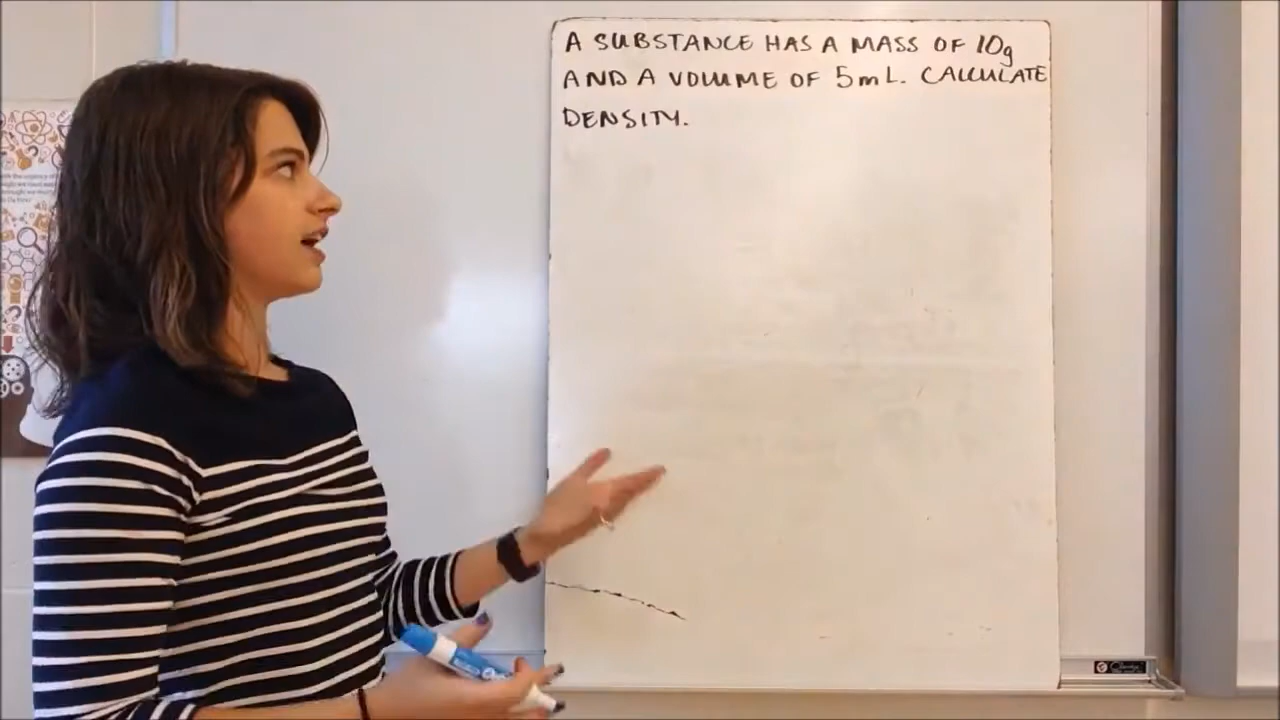 A SUBSTANCE HAS A MASS OF 10g
AND A VOLUME OF 5mL. CALCULATE
DENSITY.